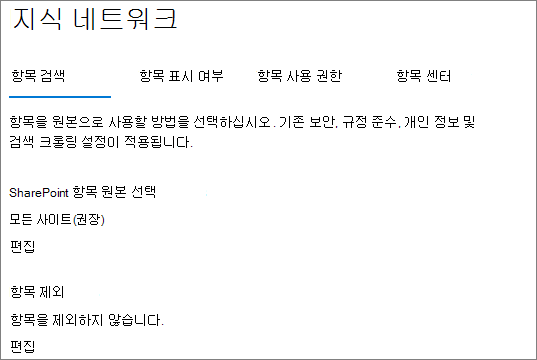 지식 네트워크
항목 검색 항목 표시 여부 항목 사용 권한 항목 센터
항목을 원본으로 사용할 방법을 선택하십시오. 기존 보안, 규정 준수, 개인 정보 및
검색 크롤링 설정이 적용됩니다.
SharePoint 항목 원본 선택
모든 사이트(권장)
편집
항목 제외
항목을 제외하지 않습니다.
편집